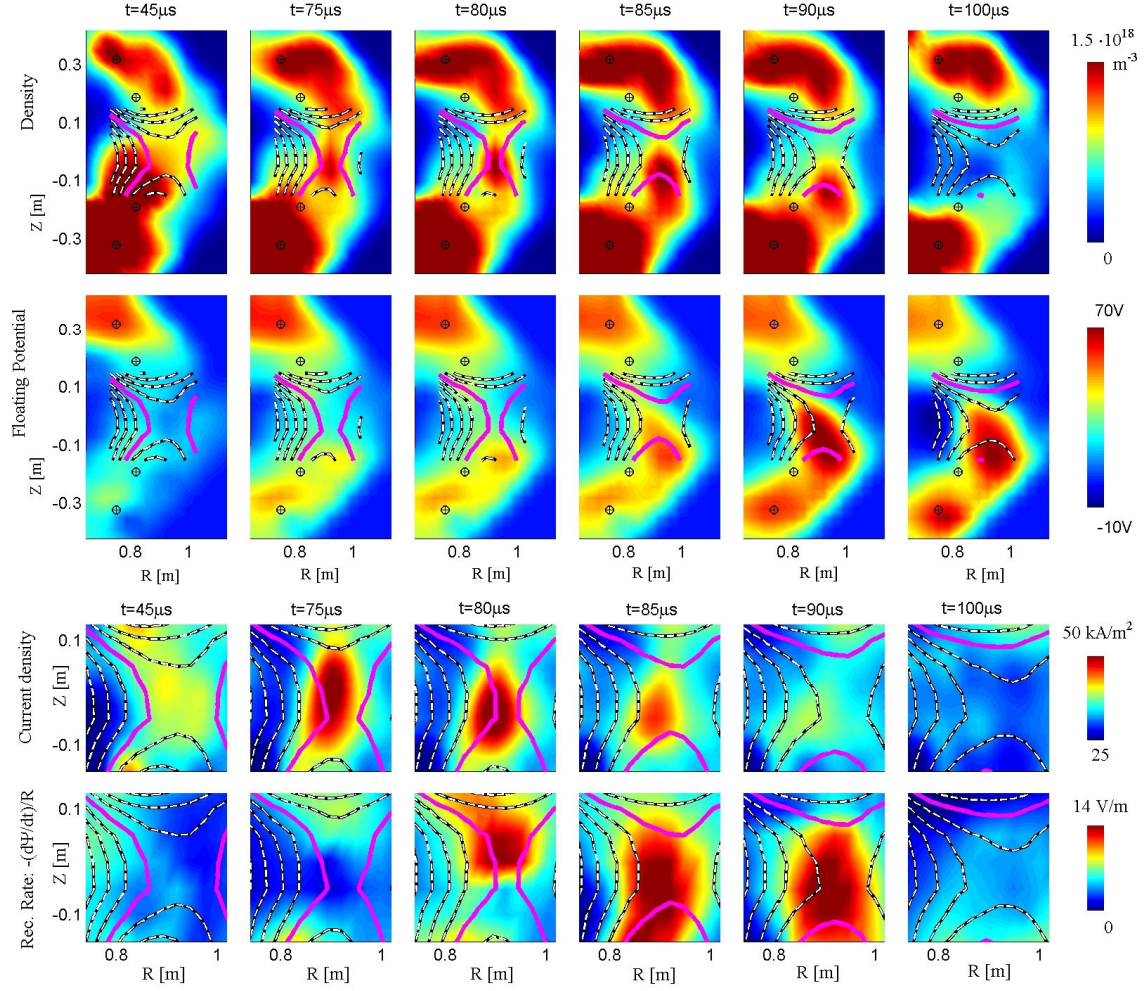 t=45μs t=75μs t=80μs t=85μs t=90μs t=100μs
Density
Z [m]
0.3
0.1
-0.1
-0.3
1.5 ·10¹⁸
m⁻³
0
Floating Potential
Z [m]
0.3
0.1
-0.1
-0.3
70V
-10V
0.8 1 0.8 1 0.8 1 0.8 1 0.8 1 0.8 1
R [m] R [m] R [m] R [m] R [m] R [m]
t=45μs t=75μs t=80μs t=85μs t=90μs t=100μs
Current density
Z [m]
0.1
-0.1
50 kA/m²
25
Rec. Rate: -(dΨ/dt)/R
Z [m]
0.1
-0.1
14 V/m
0
0.8 1 0.8 1 0.8 1 0.8 1 0.8 1 0.8 1
R [m] R [m] R [m] R [m] R [m] R [m]